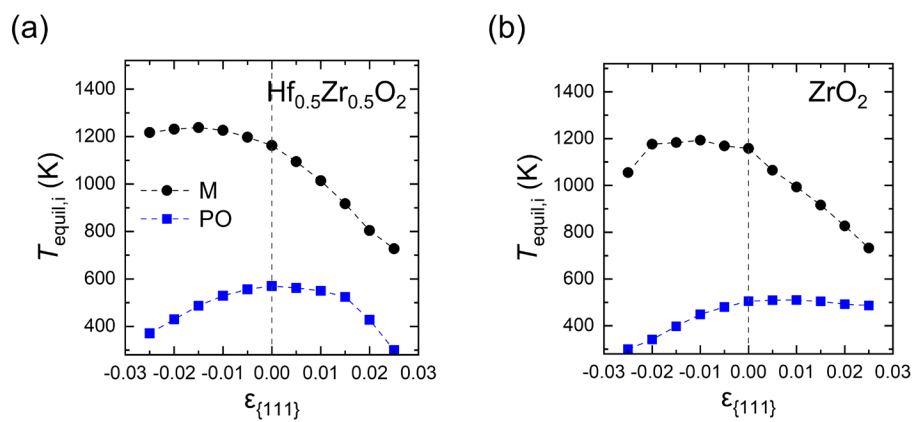 (a)
Hf0.5Zr0.5O2
1400
1200
1000
800
600
400
Tequil,i (K)
M
PO
-0.03 -0.02 -0.01 0.00 0.01 0.02 0.03
ε{111}
(b)
ZrO2
1400
1200
1000
800
600
400
Tequil,i (K)
-0.03 -0.02 -0.01 0.00 0.01 0.02 0.03
ε{111}